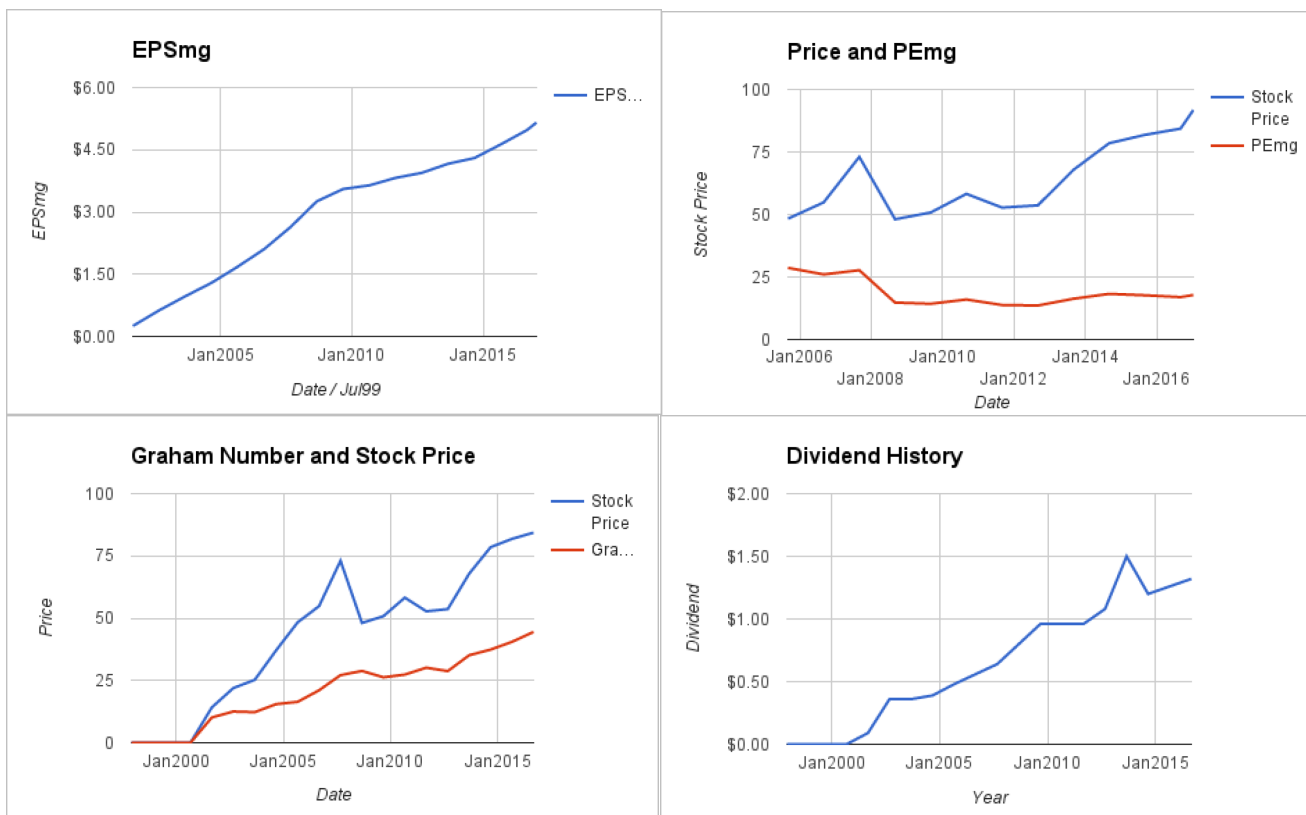 EPSmg
$6.00
$4.50
$3.00
$1.50
$0.00
EPSmg
Jan2005
Jan2010
Jan2015
Date / Jul99
EPS...
Price and PEmg
100
75
50
25
0
Stock Price
Jan2006
Jan2008
Jan2010
Jan2012
Jan2014
Jan2016
Date
Stock
Price
PEmg
Graham Number and Stock Price
100
75
50
25
0
Price
Jan2000
Jan2005
Jan2010
Jan2015
Date
Stock
Price
Gra...
Dividend History
$2.00
$1.50
$1.00
$0.50
$0.00
Dividend
Jan2000
Jan2005
Jan2010
Jan2015
Year